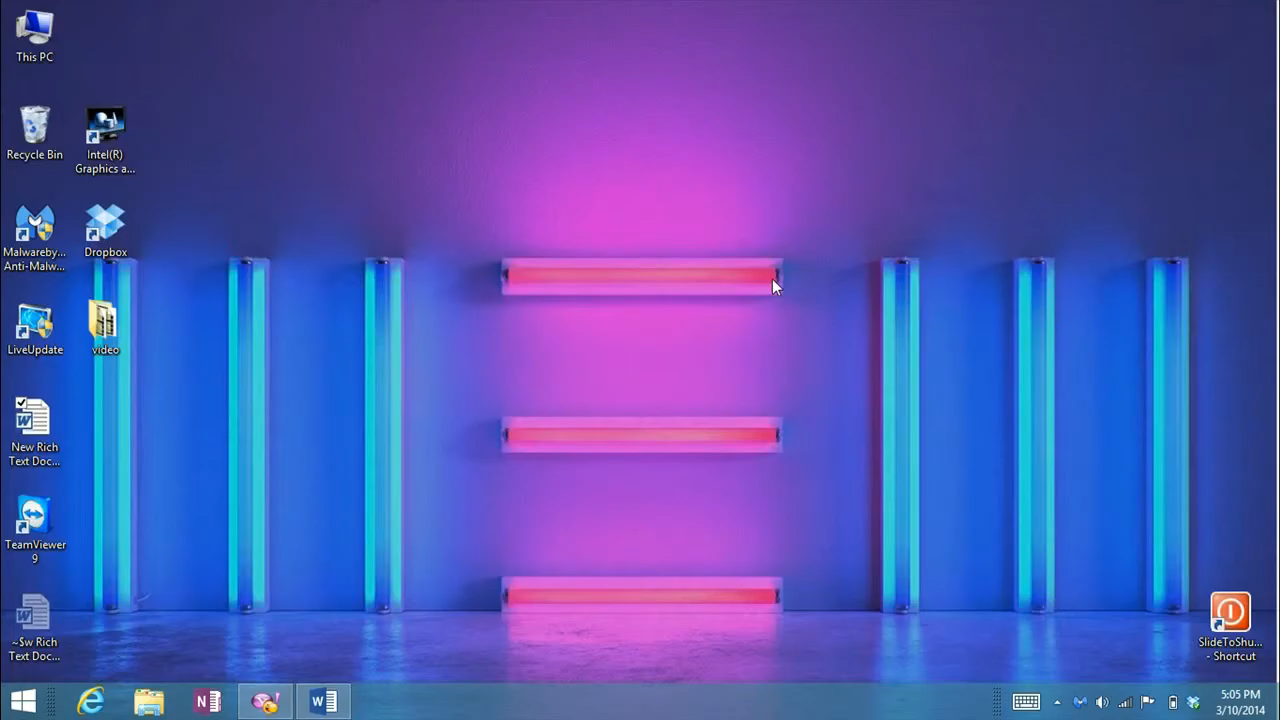 This PC
Recycle Bin
Intel(R)
Graphics a...
Malwareby...
Anti-Malw...
Dropbox
LiveUpdate
video
New Rich
Text Doc...
TeamViewer
9
~$w Rich
Text Doc...
SlideToShu...
- Shortcut
5:05 PM
3/10/2014